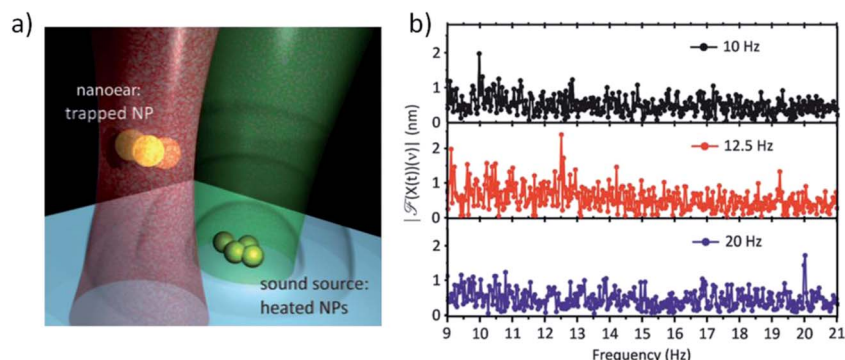 a)
nanoear:
trapped NP
sound source:
heated NPs
b)
|ℱ(X(t))(ν)| (nm)
2
1
0
10 Hz
2
1
0
12.5 Hz
2
1
0
20 Hz
9 10 11 12 13 14 15 16 17 18 19 20 21
Frequency (Hz)